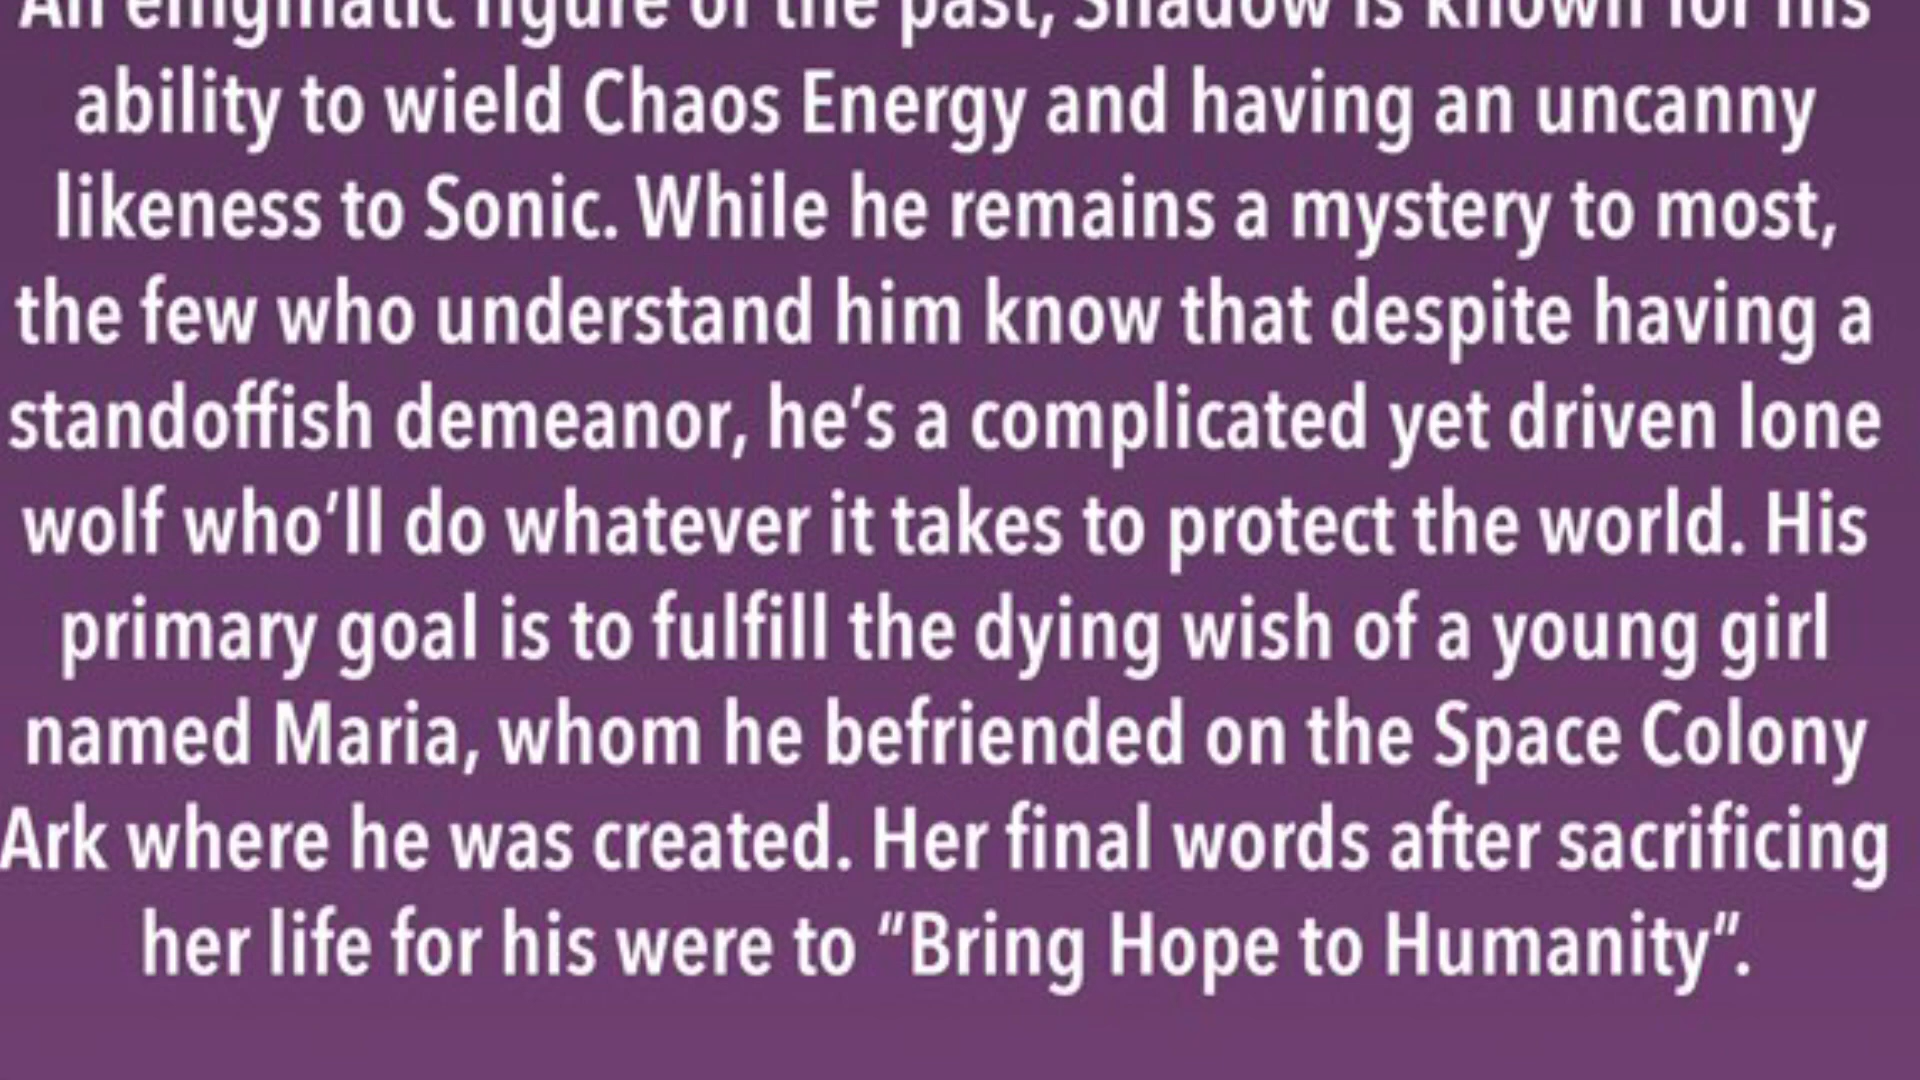 An enigmatic figure of the past, Shadow is known for his
ability to wield Chaos Energy and having an uncanny
likeness to Sonic. While he remains a mystery to most,
the few who understand him know that despite having a
standoffish demeanor, he’s a complicated yet driven lone
wolf who’ll do whatever it takes to protect the world. His
primary goal is to fulfill the dying wish of a young girl
named Maria, whom he befriended on the Space Colony
Ark where he was created. Her final words after sacrificing
her life for his were to “Bring Hope to Humanity”.